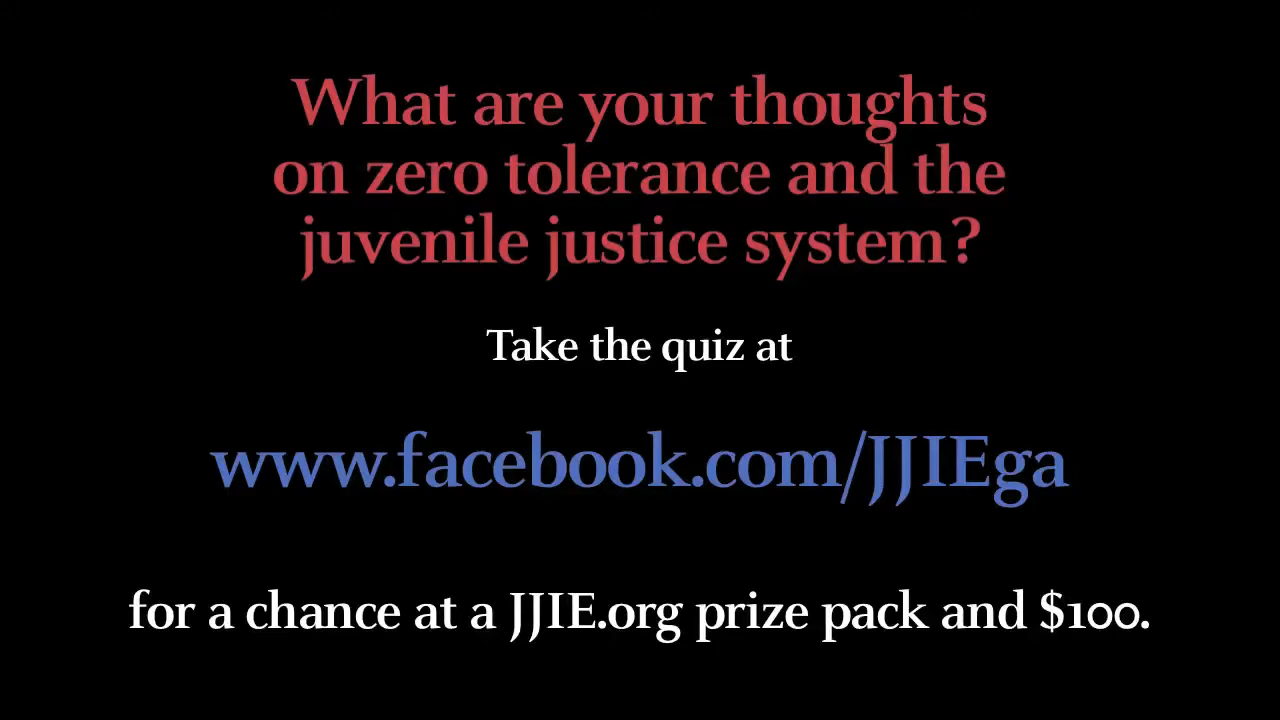 What are your thoughts
on zero tolerance and the
juvenile justice system?
Take the quiz at
www.facebook.com/JJIEga
for a chance at a JJIE.org prize pack and $100.